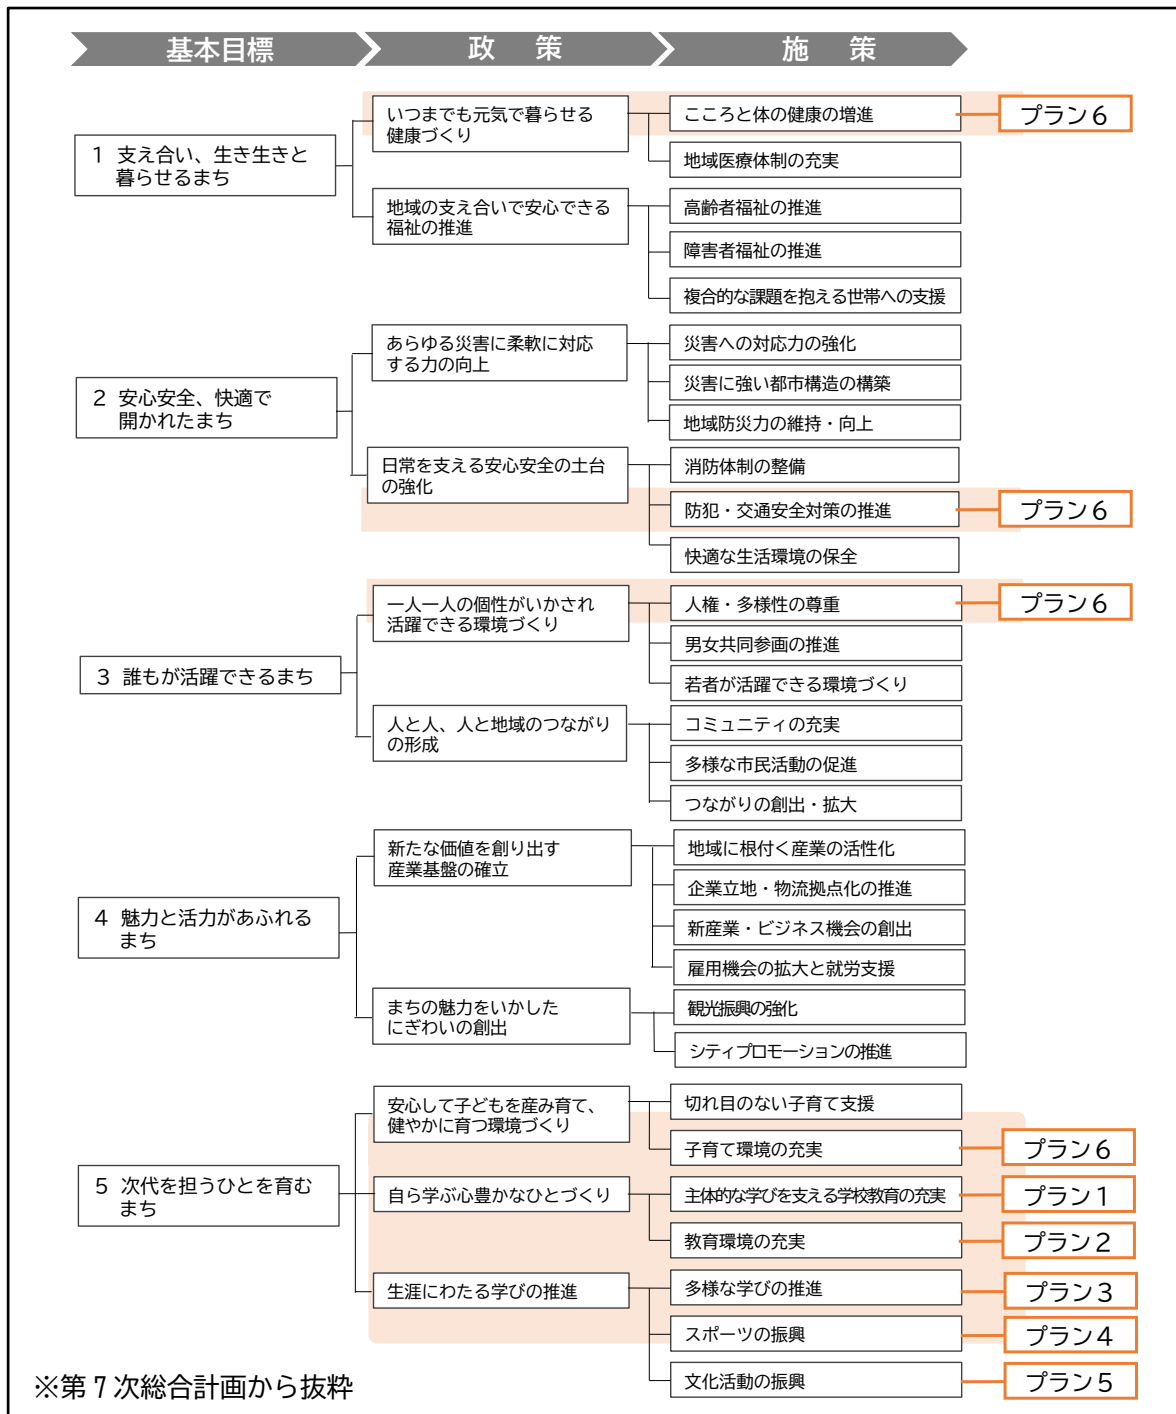 基本目標
政　策
施　策
1 支え合い、生き生きと
暮らせるまち
いつまでも元気で暮らせる
健康づくり
こころと体の健康の増進
プラン6
地域医療体制の充実
地域の支え合いで安心できる
福祉の推進
高齢者福祉の推進
障害者福祉の推進
複合的な課題を抱える世帯への支援
2 安心安全、快適で
開かれたまち
あらゆる災害に柔軟に対応
する力の向上
災害への対応力の強化
災害に強い都市構造の構築
地域防災力の維持・向上
日常を支える安心安全の土台
の強化
消防体制の整備
防犯・交通安全対策の推進
プラン6
快適な生活環境の保全
3 誰もが活躍できるまち
一人一人の個性がいかされ
活躍できる環境づくり
人権・多様性の尊重
プラン6
男女共同参画の推進
若者が活躍できる環境づくり
人と人、人と地域のつながり
の形成
コミュニティの充実
多様な市民活動の促進
つながりの創出・拡大
4 魅力と活力があふれる
まち
新たな価値を創り出す
産業基盤の確立
地域に根付く産業の活性化
企業立地・物流拠点化の推進
新産業・ビジネス機会の創出
雇用機会の拡大と就労支援
まちの魅力をいかした
にぎわいの創出
観光振興の強化
シティプロモーションの推進
5 次代を担うひとを育む
まち
安心して子どもを産み育て、
健やかに育つ環境づくり
切れ目のない子育て支援
子育て環境の充実
プラン6
自ら学ぶ心豊かなひとづくり
主体的な学びを支える学校教育の充実
プラン1
教育環境の充実
プラン2
生涯にわたる学びの推進
多様な学びの推進
プラン3
スポーツの振興
プラン4
文化活動の振興
プラン5
※第7次総合計画から抜粋